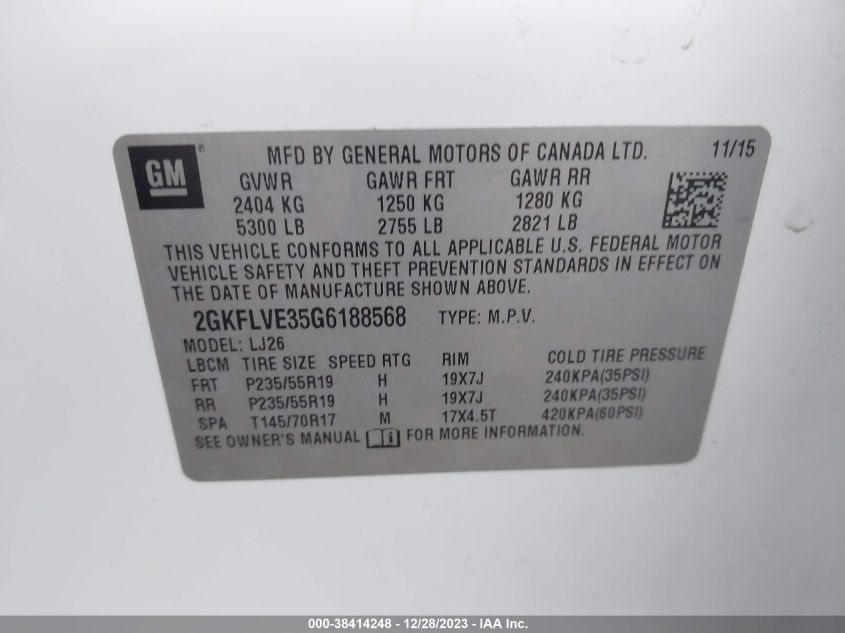 GM ® MFD BY GENERAL MOTORS OF CANADA LTD. 11/15
GVWR GAWR FRT GAWR RR
2404 KG 1250 KG 1280 KG
5300 LB 2755 LB 2821 LB
THIS VEHICLE CONFORMS TO ALL APPLICABLE U.S. FEDERAL MOTOR
VEHICLE SAFETY AND THEFT PREVENTION STANDARDS IN EFFECT ON
THE DATE OF MANUFACTURE SHOWN ABOVE.
2GKFLVE35G6188568 TYPE: M.P.V.
MODEL: LJ26
LBCM TIRE SIZE SPEED RTG RIM COLD TIRE PRESSURE
FRT P235/55R19 H 19X7J 240KPA(35PSI)
RR P235/55R19 H 19X7J 240KPA(35PSI)
SPA T145/70R17 M 17X4.5T 420KPA(60PSI)
SEE OWNER'S MANUAL FOR MORE INFORMATION.
000-38414248 - 12/28/2023 - IAAI.com